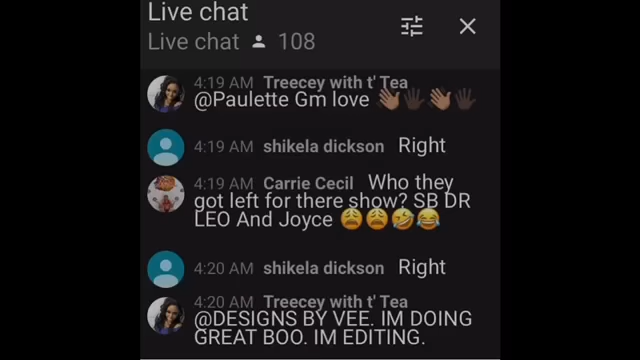 Live chat
Live chat 108
4:19 AM Treecey with t' Tea
@Paulette Gm love 👋🏽🖐🏿👋🏽🖐🏿
4:19 AM shikela dickson Right
4:19 AM Carrie Cecil Who they
got left for there show? SB DR
LEO And Joyce 😩😩🤣😂
4:20 AM shikela dickson Right
4:20 AM Treecey with t' Tea
@DESIGNS BY VEE. IM DOING
GREAT BOO. IM EDITING.